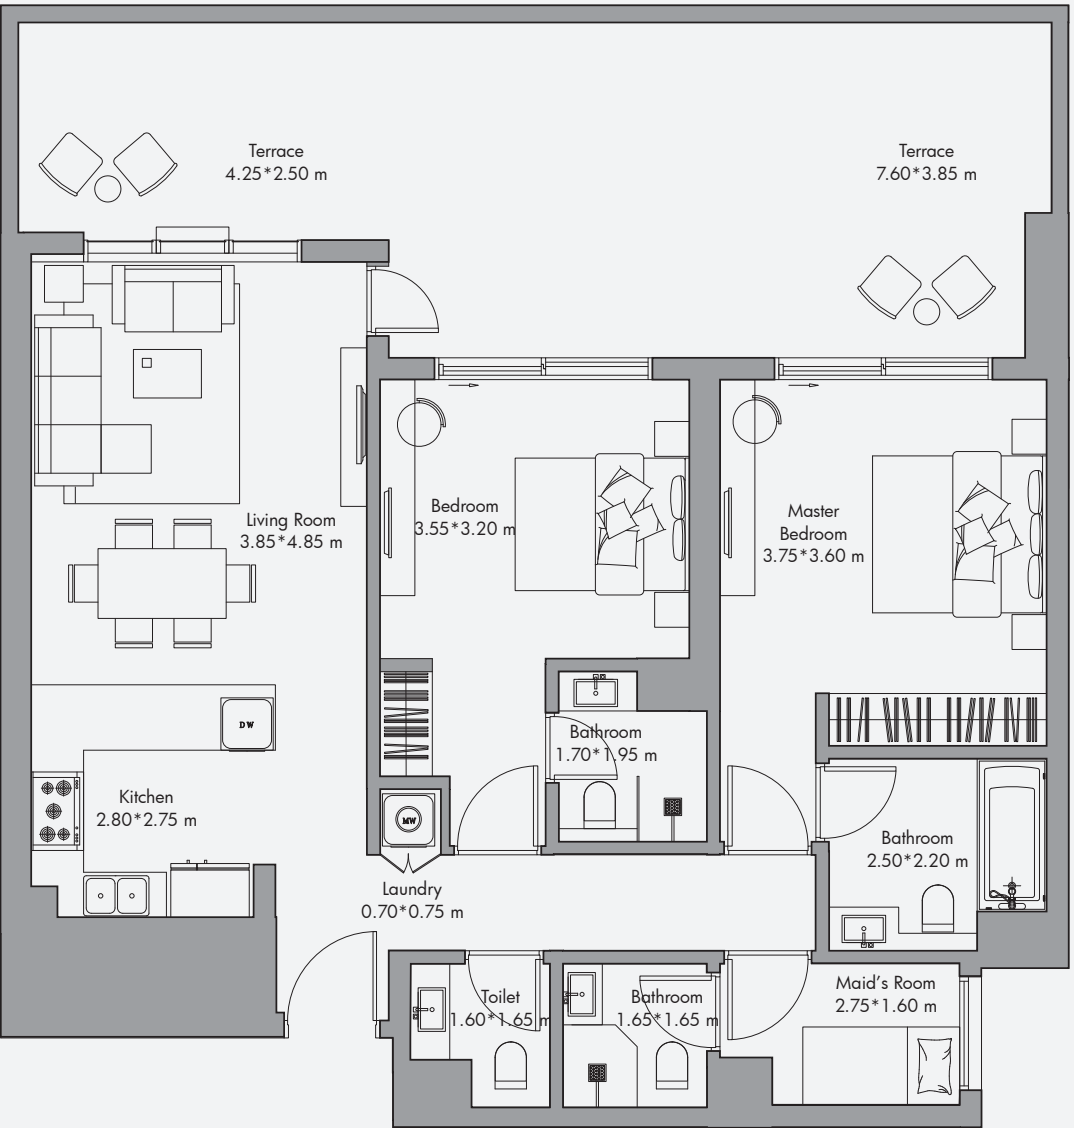 Terrace
4.25*2.50 m
Terrace
7.60*3.85 m
Living Room
3.85*4.85 m
Bedroom
3.55*3.20 m
Master
Bedroom
3.75*3.60 m
DW
Bathroom
1.70*1.95 m
Kitchen
2.80*2.75 m
MW
Bathroom
2.50*2.20 m
Laundry
0.70*0.75 m
Toilet
1.60*1.65 m
Bathroom
1.65*1.65 m
Maid's Room
2.75*1.60 m